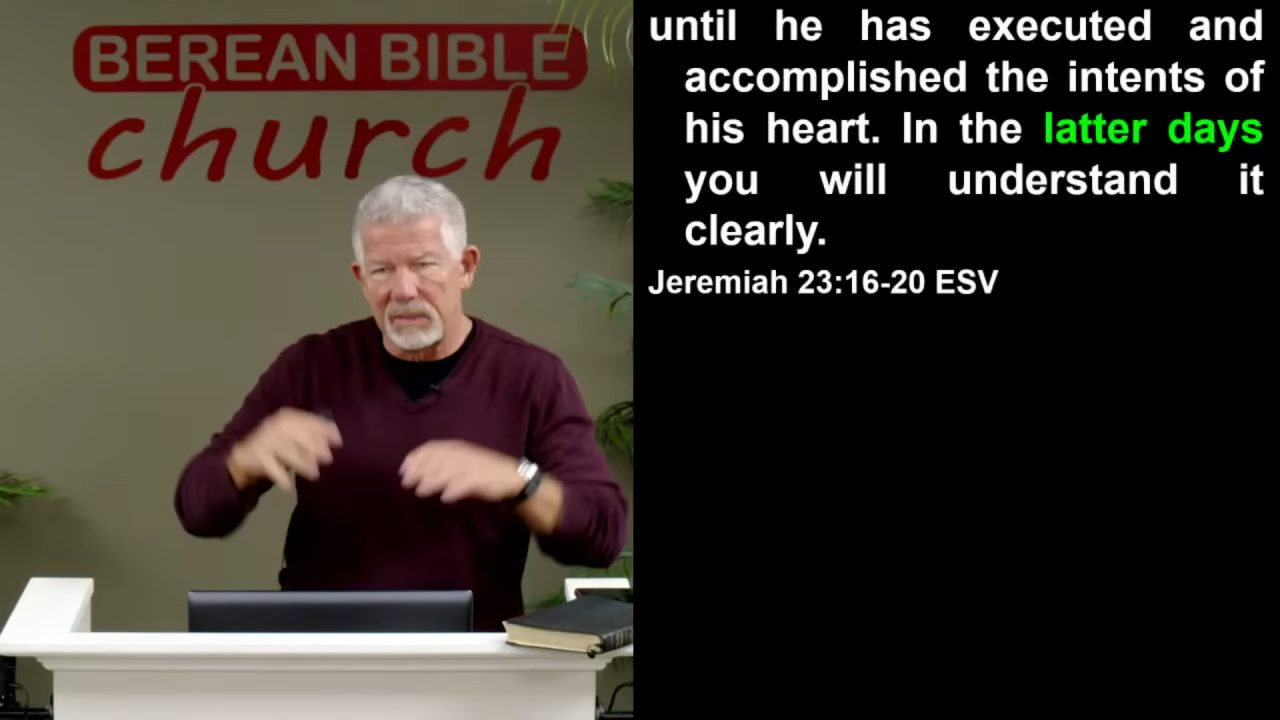 BEREAN BIBLE
church
until he has executed and
accomplished the intents of
his heart. In the latter days
you will understand it
clearly.
Jeremiah 23:16-20 ESV